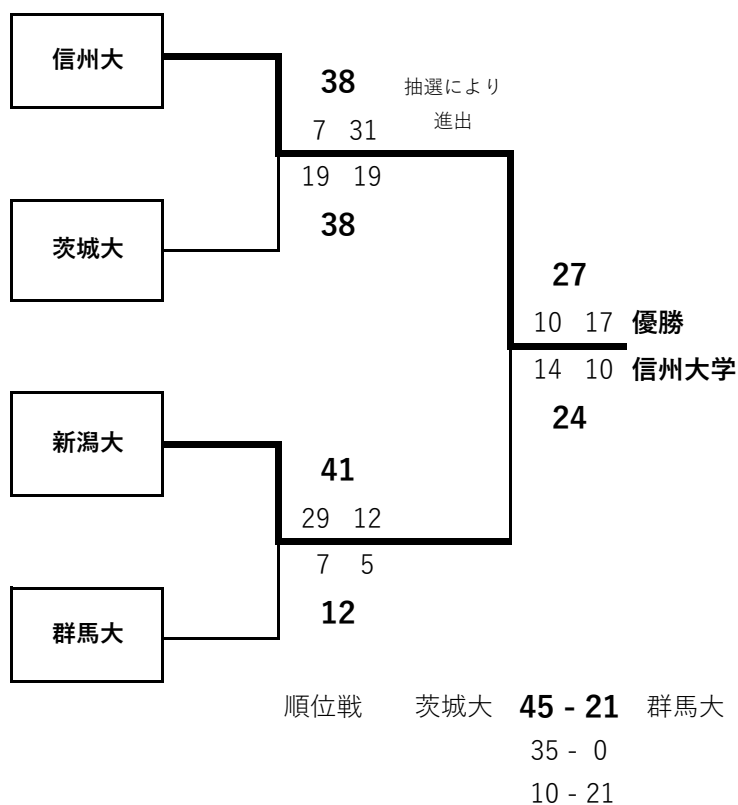 信州大
38
抽選により
進出
7 31
19 19
38
茨城大
27
10 17 優勝
14 10 信州大学
24
新潟大
41
29 12
7 5
12
群馬大
順位戦 茨城大 45 - 21 群馬大
35 - 0
10 - 21